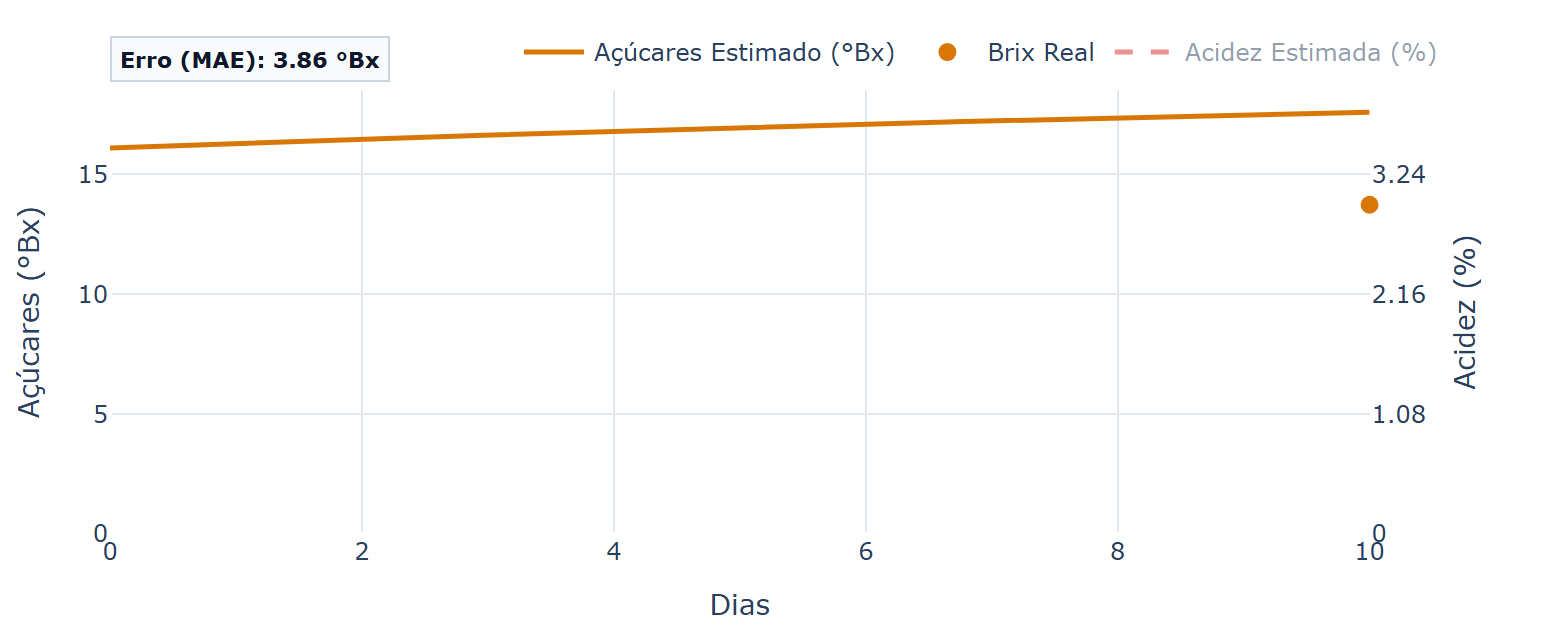 Erro (MAE): 3.86 ºBx
Açúcares Estimado (°Bx)
Brix Real
Acidez Estimada (%)
Açúcares (°Bx)
15
10
5
0
3.24
2.16
1.08
0
Acidez (%)
0 2 4 6 8 10
Dias